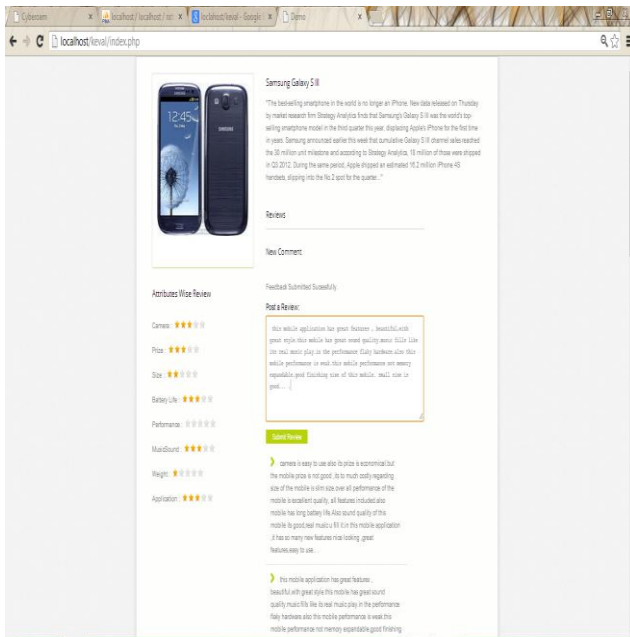 Cybercom
localhost / localhost /
localhost/keval - Google
Demo
localhost/keval/index.php
12:45
SAMSUNG
Samsung Galaxy S III
"The best-selling smartphone in the world is no longer an iPhone. New data released on Thursday
by market research firm Strategy Analytics finds that Samsung's Galaxy S III was the world's top-
selling smartphone model in the third quarter this year, displacing Apple's iPhone for the first time
in years. Samsung announced earlier this week that cumulative Galaxy S III channel sales reached
the 30 million unit milestone and according to Strategy Analytics, 18 million of those were shipped
in Q3 2012. During the same period, Apple shipped an estimated 16.2 million iPhone 4S
handsets, slipping into the No.2 spot for the quarter..."
Reviews
New Comment
Feedback Submitted Sucessfully.
Post a Review:
this mobile application has great features , beautiful,with
great style.this mobile has great sound quality,music fills like
its real music play in the performance flaky hardware.also this
mobile performance is weak.this mobile performance not memory
expandable.good finishing size of this mobile. small size is
good...
Submit Review
Attributes Wise Review
Camera:
Prize :
Size :
Battey Life :
Performance :
MusicSound :
Weight:
Application :
camera is easy to use also its prize is economical.but
the mobile prize is not good ,its to much costly regarding
size of the mobile is slim size.over all performance of the
mobile is excellent quality, all features included.also
mobile has long battery life.Also sound quality of this
mobile its good,real music u fill it.in this mobile application
,it has so many new features nice looking ,great
features,easy to use...
this mobile application has great features ,
beautiful,with great style.this mobile has great sound
quality,music fills like its real music play in the performance
flaky hardware.also this mobile performance is weak.this
mobile performance not memory expandable.good finishing